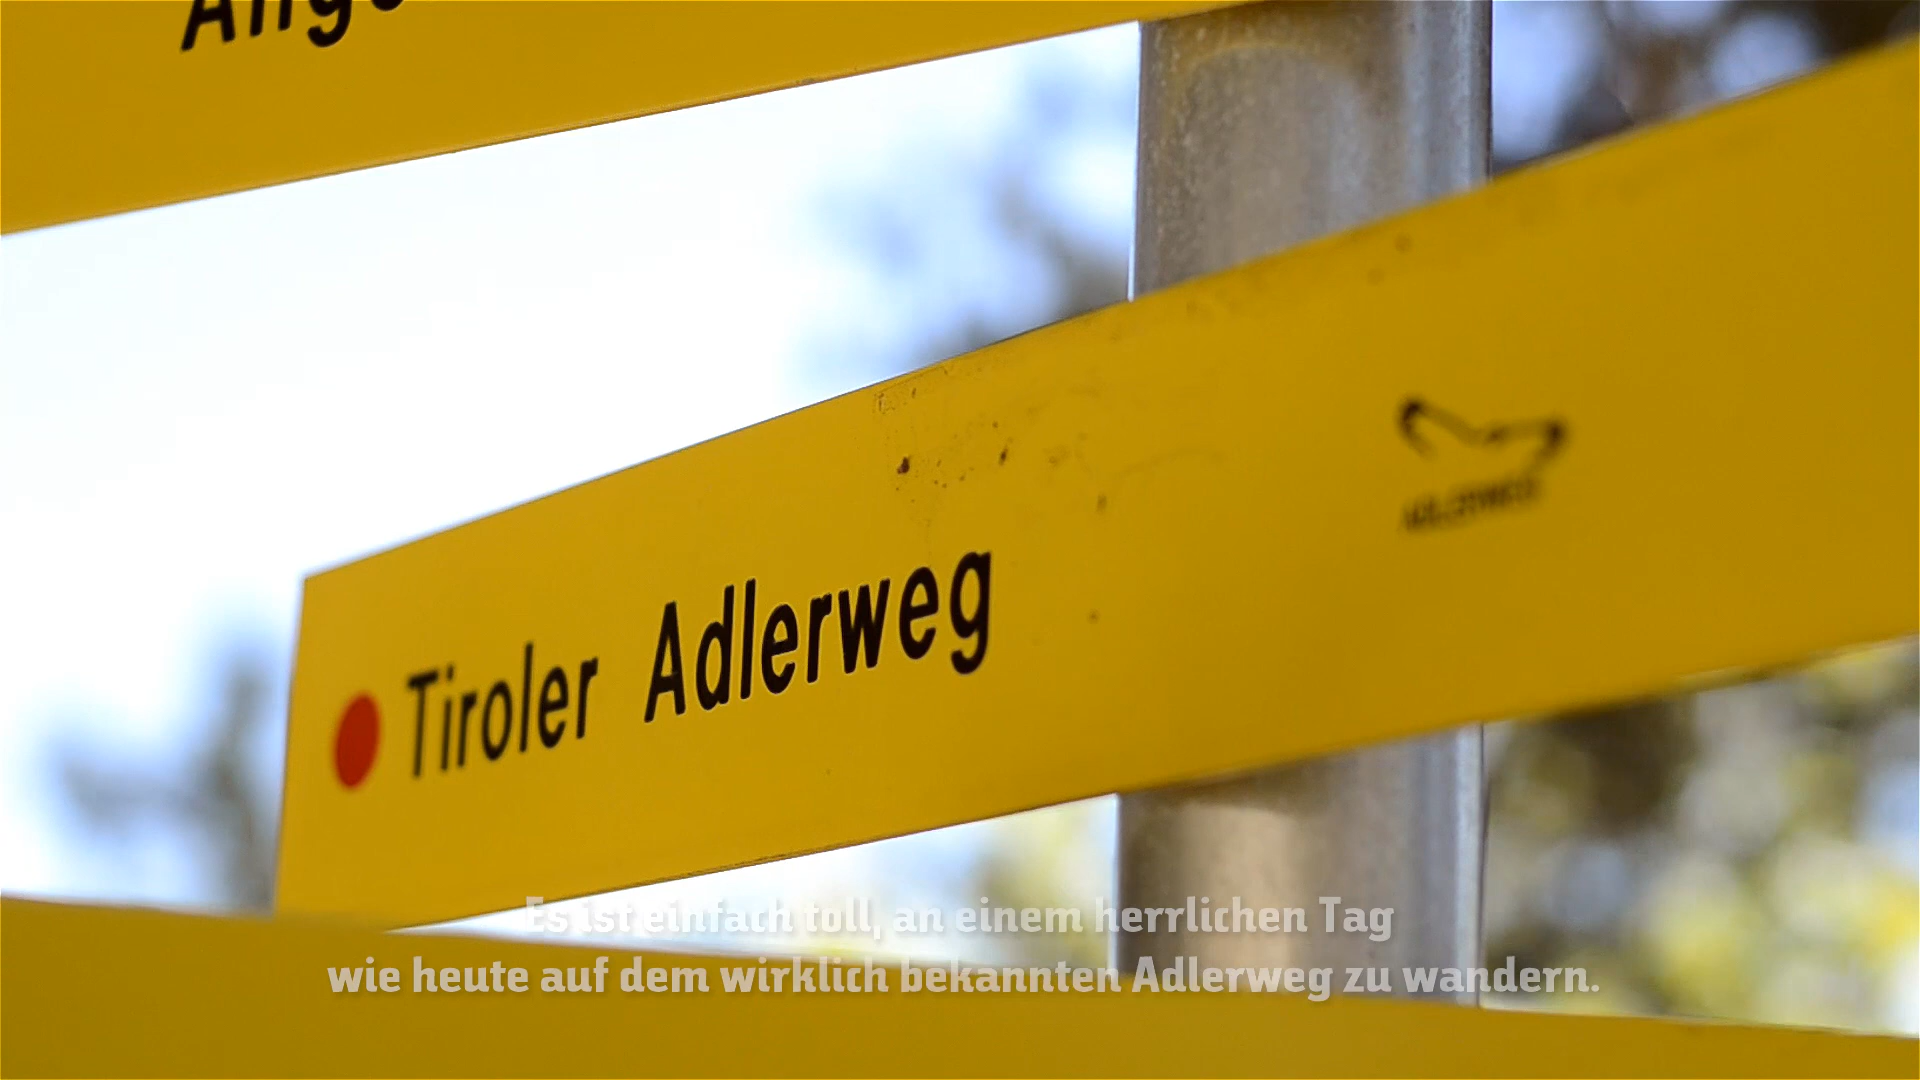 Tiroler Adlerweg
ADLERWEG
Es ist einfach toll, an einem herrlichen Tag
wie heute auf dem wirklich bekannten Adlerweg zu wandern.